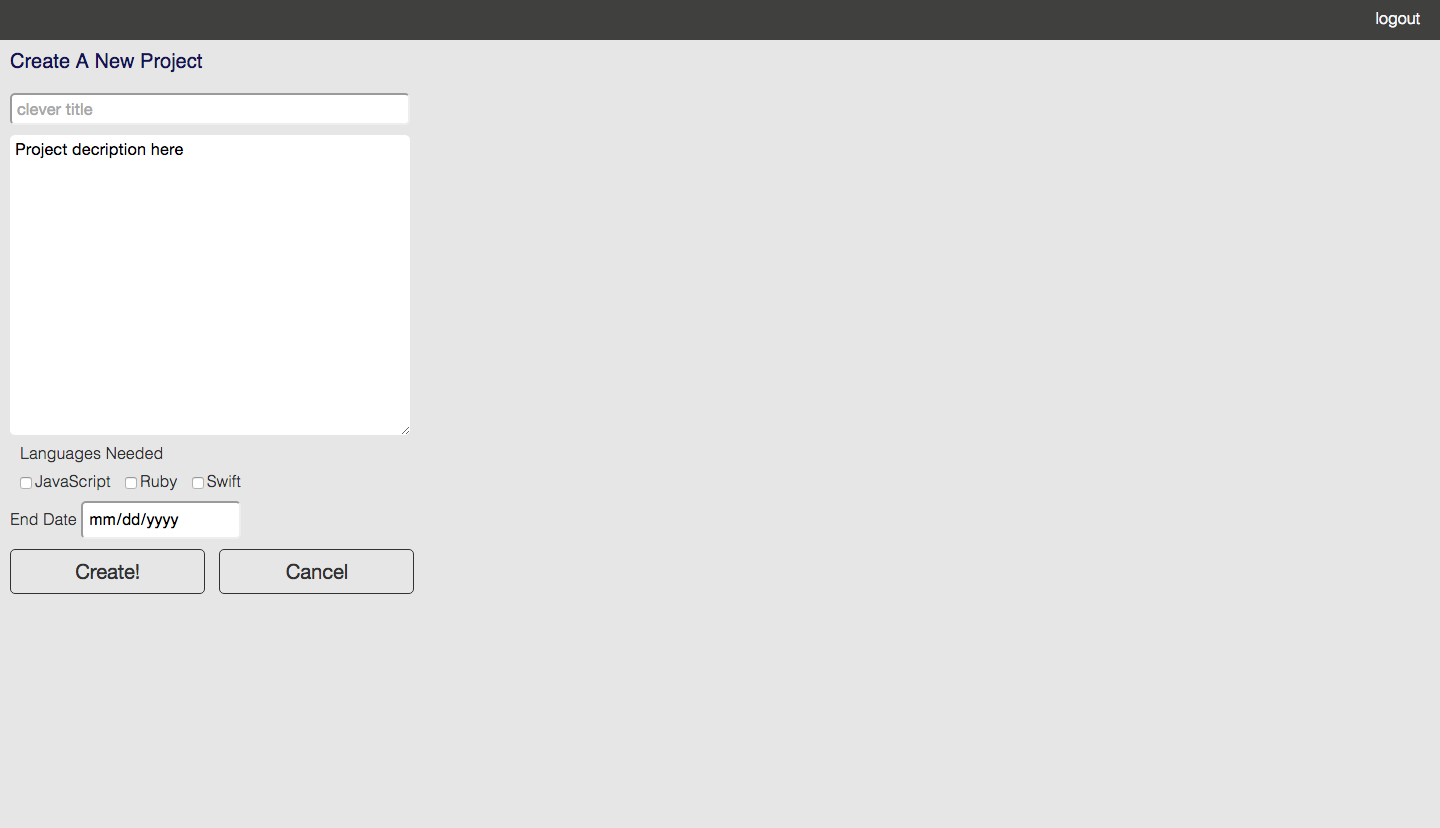 logout
Create A New Project
clever title
Project decription here
Languages Needed
JavaScript Ruby Swift
End Date mm/dd/yyyy
Create! Cancel